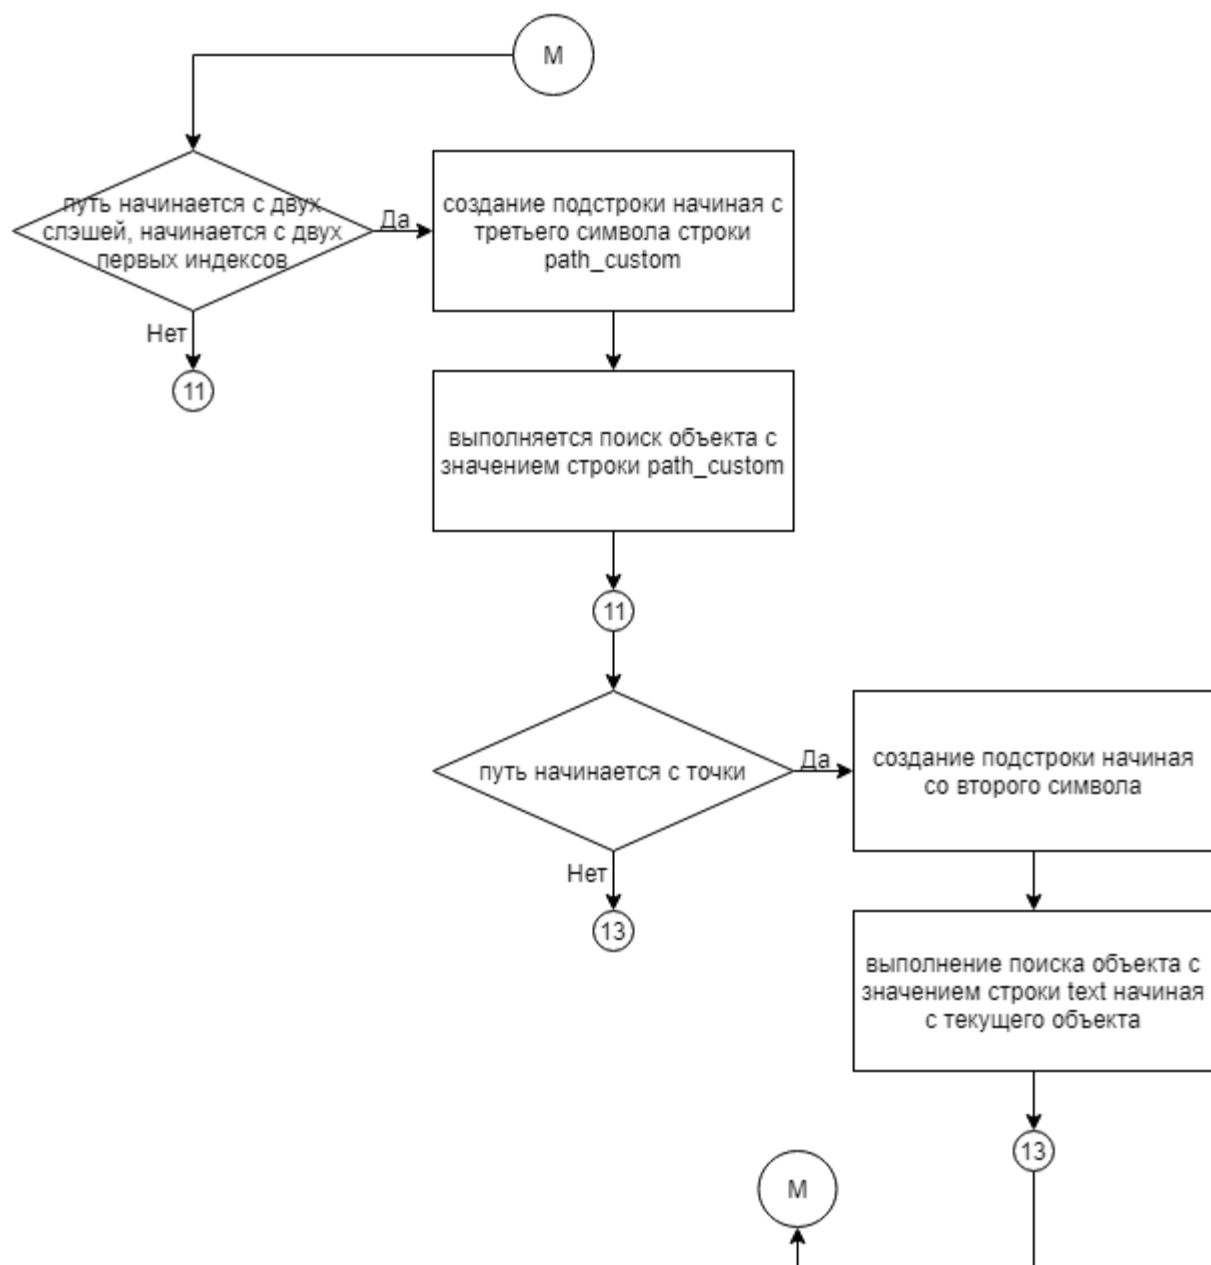 М
путь начинается с двух
слэшей, начинается с двух
первых индексов
Да
создание подстроки начиная с
третьего символа строки
path_custom
Нет
11
выполняется поиск объекта с
значением строки path_custom
11
путь начинается с точки
Да
создание подстроки начиная
со второго символа
Нет
13
выполнение поиска объекта с
значением строки text начиная
с текущего объекта
13
М